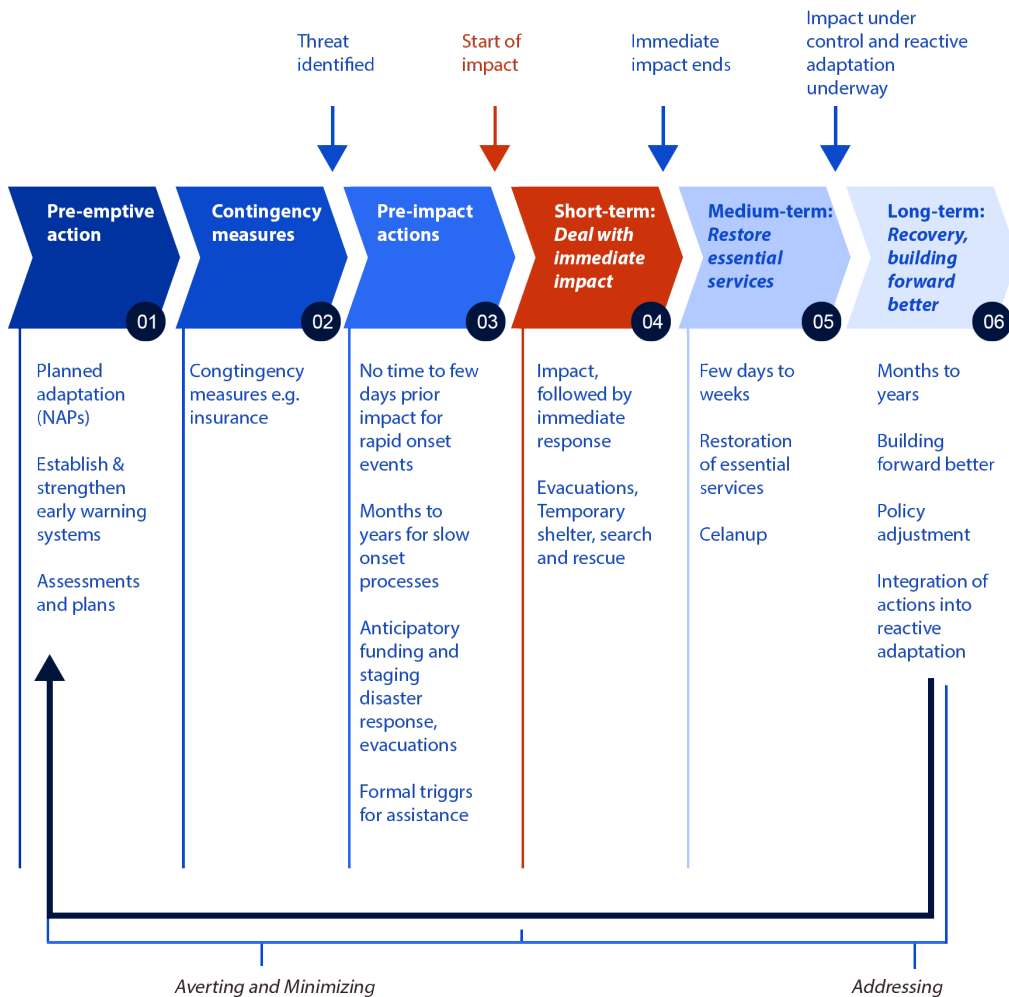 Threat
identified
Start of
impact
Immediate
impact ends
Impact under
control and reactive
adaptation
underway
Pre-emptive
action
01
Contingency
measures
02
Pre-impact
actions
03
Short-term:
Deal with
immediate
impact
04
Medium-term:
Restore
essential
services
05
Long-term:
Recovery,
building
forward
better
06
Planned
adaptation
(NAPs)
Establish &
strengthen
early warning
systems
Assessments
and plans
Congtingency
measures e.g.
insurance
No time to few
days prior
impact for
rapid onset
events
Months to
years for slow
onset
processes
Anticipatory
funding and
staging
disaster
response,
evacuations
Formal triggrs
for assistance
Impact,
followed by
immediate
response
Evacuations,
Temporary
shelter, search
and rescue
Few days to
weeks
Restoration
of essential
services
Celanup
Months to
years
Building
forward better
Policy
adjustment
Integration of
actions into
reactive
adaptation
Averting and Minimizing
Addressing